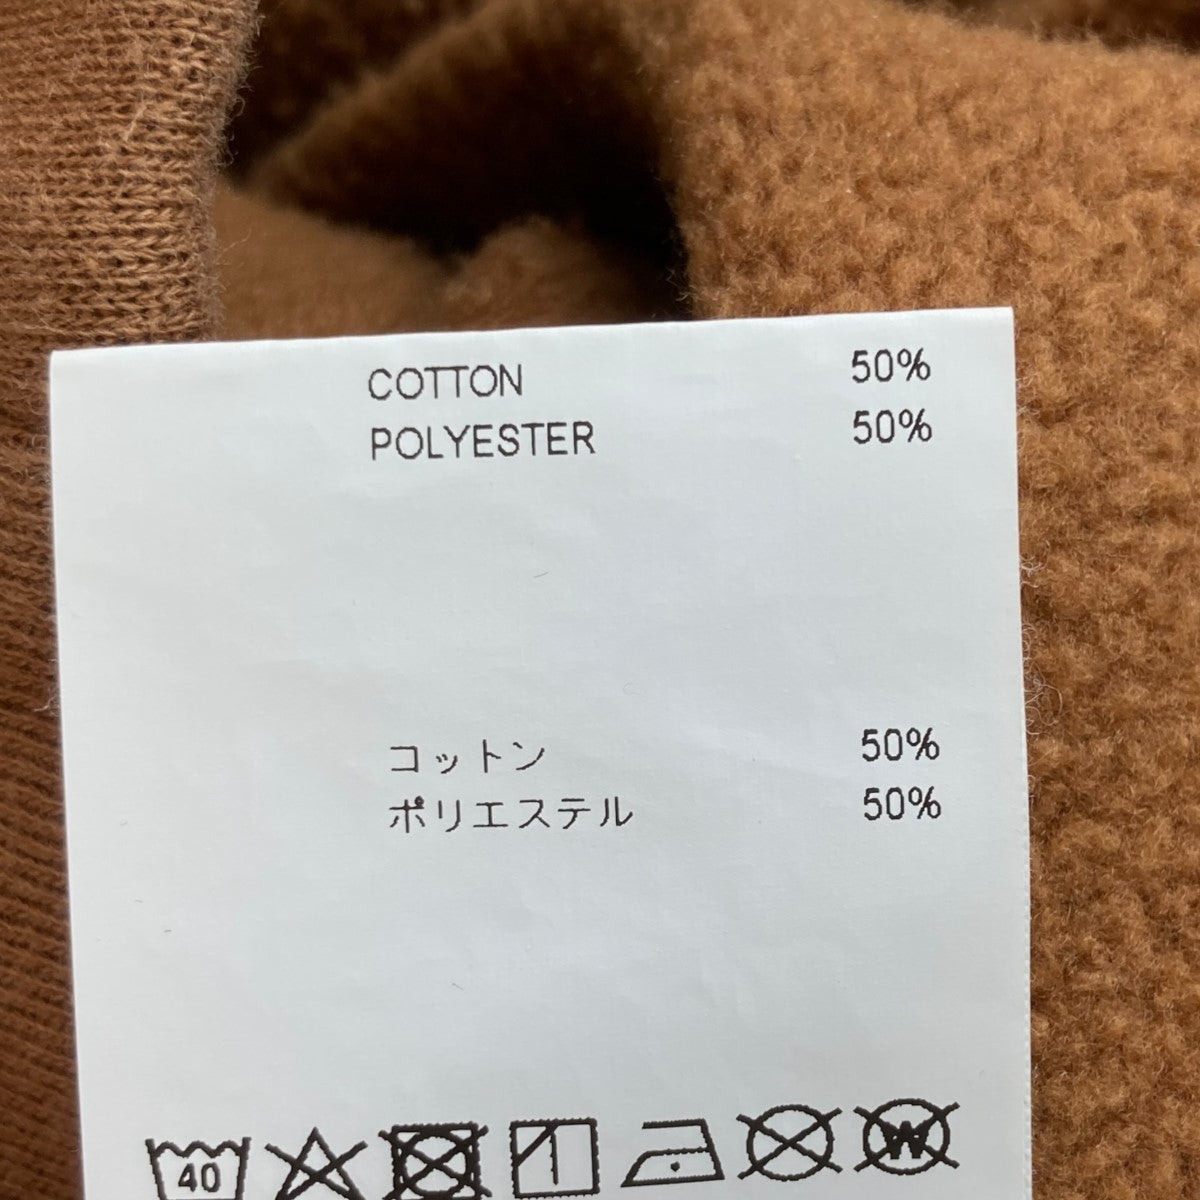 COTTON 50%
POLYESTER 50%
コットン 50%
ポリエステル 50%
40 W